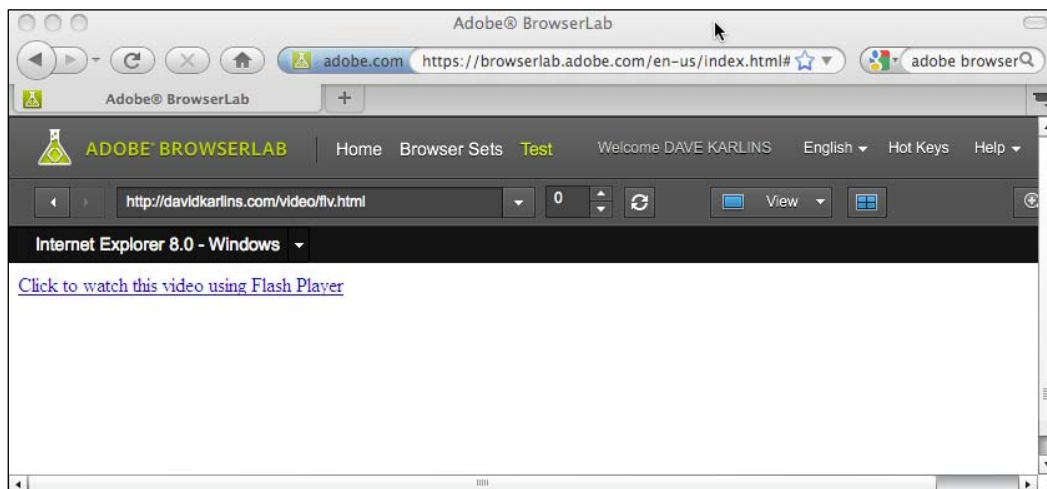 Adobe® BrowserLab
adobe.com https://browserlab.adobe.com/en-us/index.html# adobe browser
Adobe® BrowserLab +
ADOBE® BROWSERLAB Home Browser Sets Test Welcome DAVE KARLINS English Hot Keys Help
http://davidkarlins.com/video/flv.html 0 View
Internet Explorer 8.0 - Windows
Click to watch this video using Flash Player